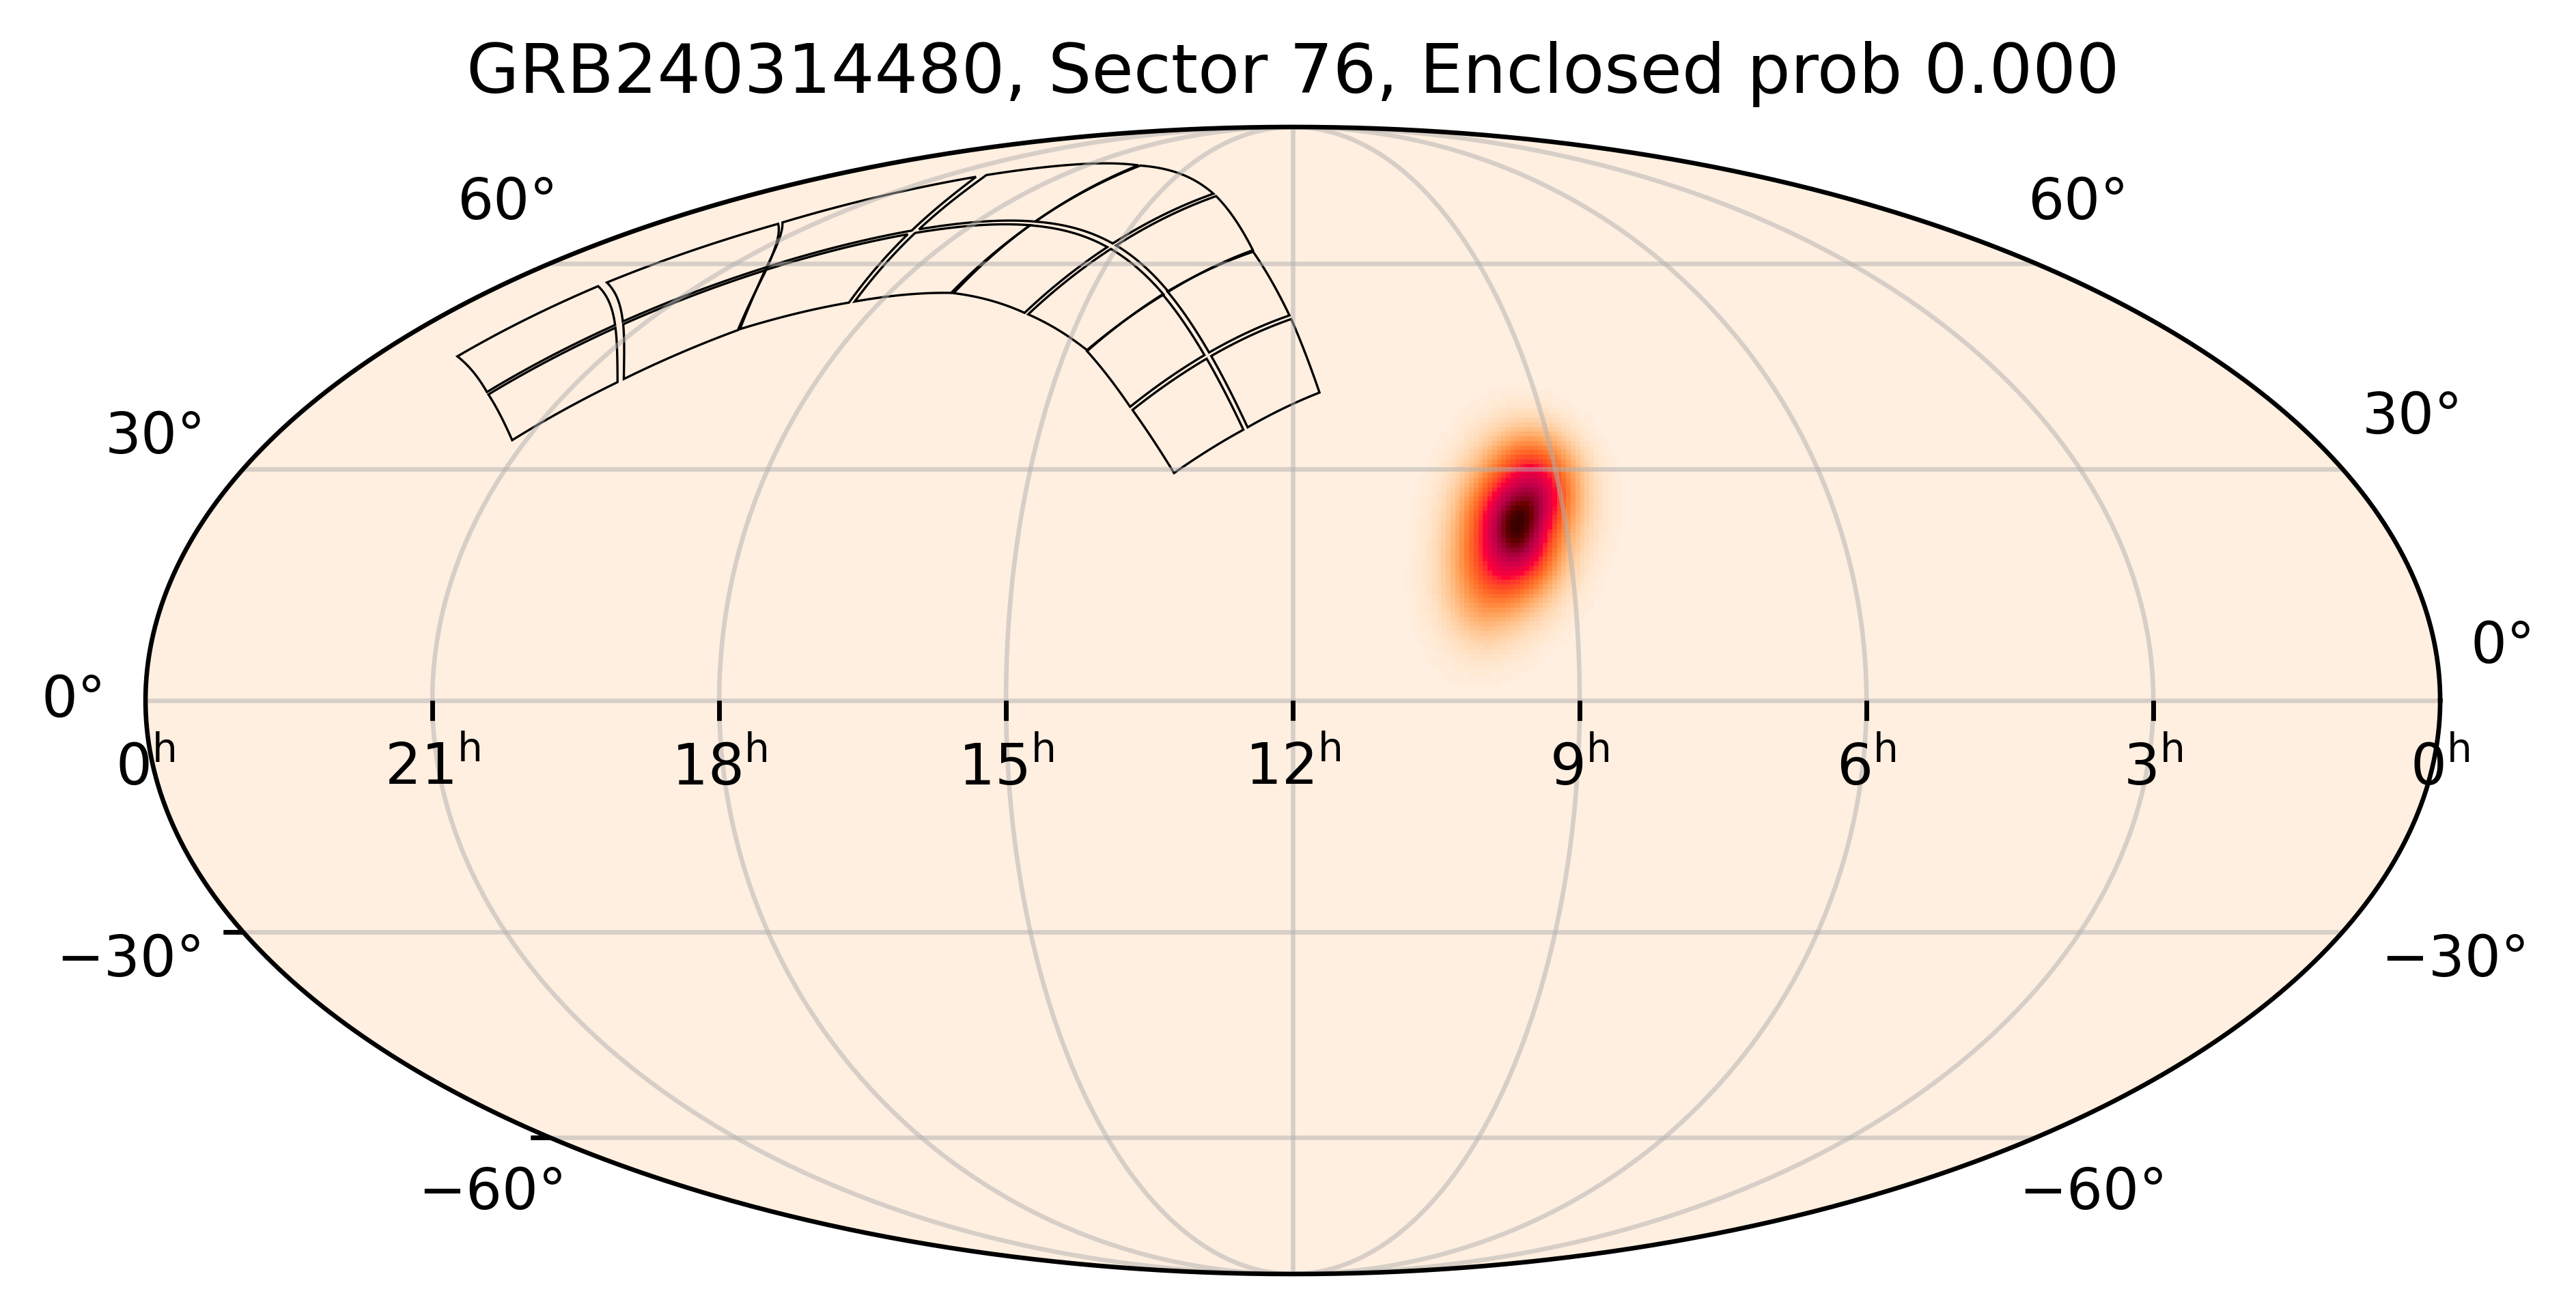 GRB240314480, Sector 76, Enclosed prob 0.000
60° 60°
30° 30°
0° 0°
0h 21h 18h 15h 12h 9h 6h 3h 0h
−30° −30°
−60° −60°